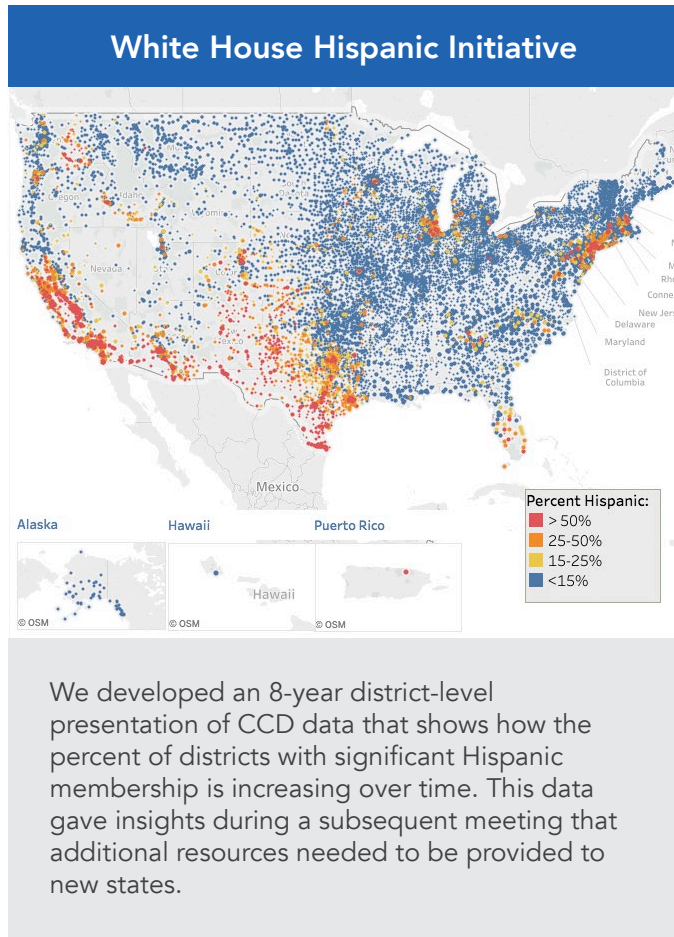 White House Hispanic Initiative
Oregon
Idaho
Nevada
Delaware
Maryland
District of
Columbia
Mexico
Percent Hispanic:
> 50%
25-50%
15-25%
<15%
Alaska
Hawaii
Puerto Rico
Hawaii
© OSM
© OSM
© OSM
We developed an 8-year district-level
presentation of CCD data that shows how the
percent of districts with significant Hispanic
membership is increasing over time. This data
gave insights during a subsequent meeting that
additional resources needed to be provided to
new states.